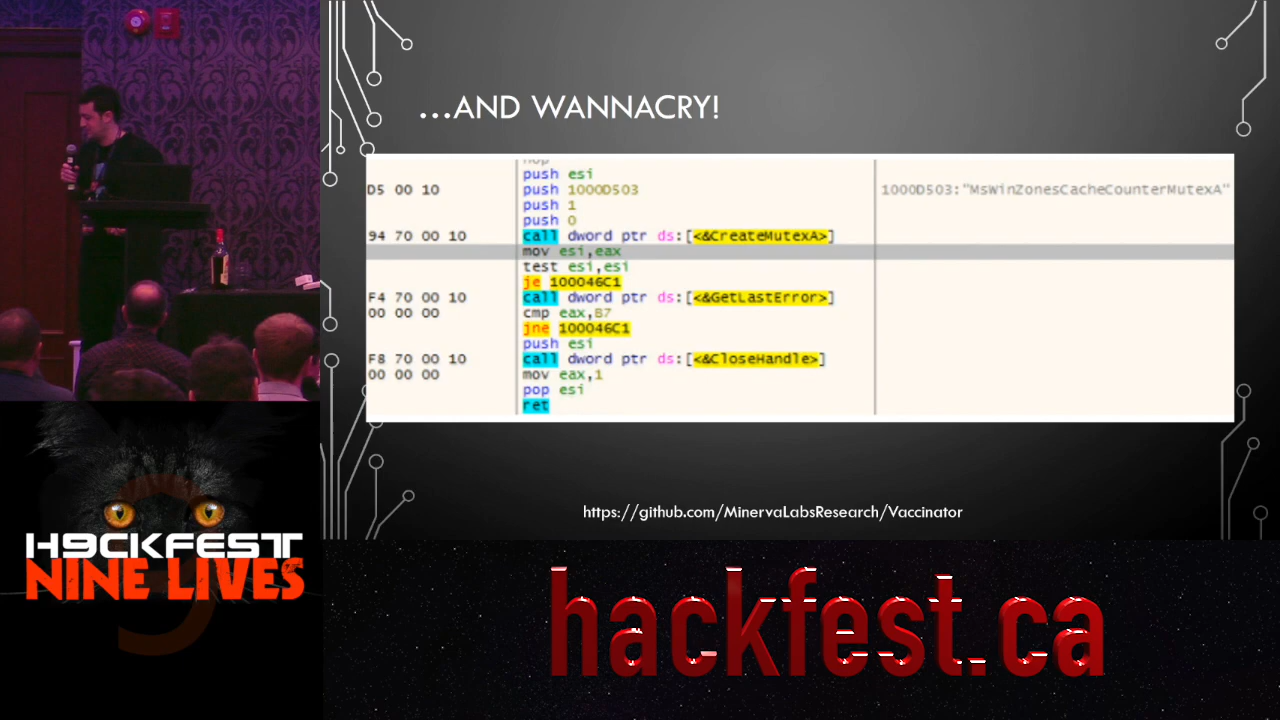 ...AND WANNACRY!
push esi
D5 00 10 push 1000D503 1000D503:"MsWinZonesCacheCounterMutexA"
push 1
push 0
94 70 00 10 call dword ptr ds:[<&CreateMutexA>]
mov esi,eax
test esi,esi
je 100046C1
F4 70 00 10 call dword ptr ds:[<&GetLastError>]
00 00 00 cmp eax,B7
jne 100046C1
push esi
F8 70 00 10 call dword ptr ds:[<&CloseHandle>]
00 00 00 mov eax,1
pop esi
ret
https://github.com/MinervaLabsResearch/Vaccinator
H9CKFEST
NINE LIVES
9
hackfest.ca